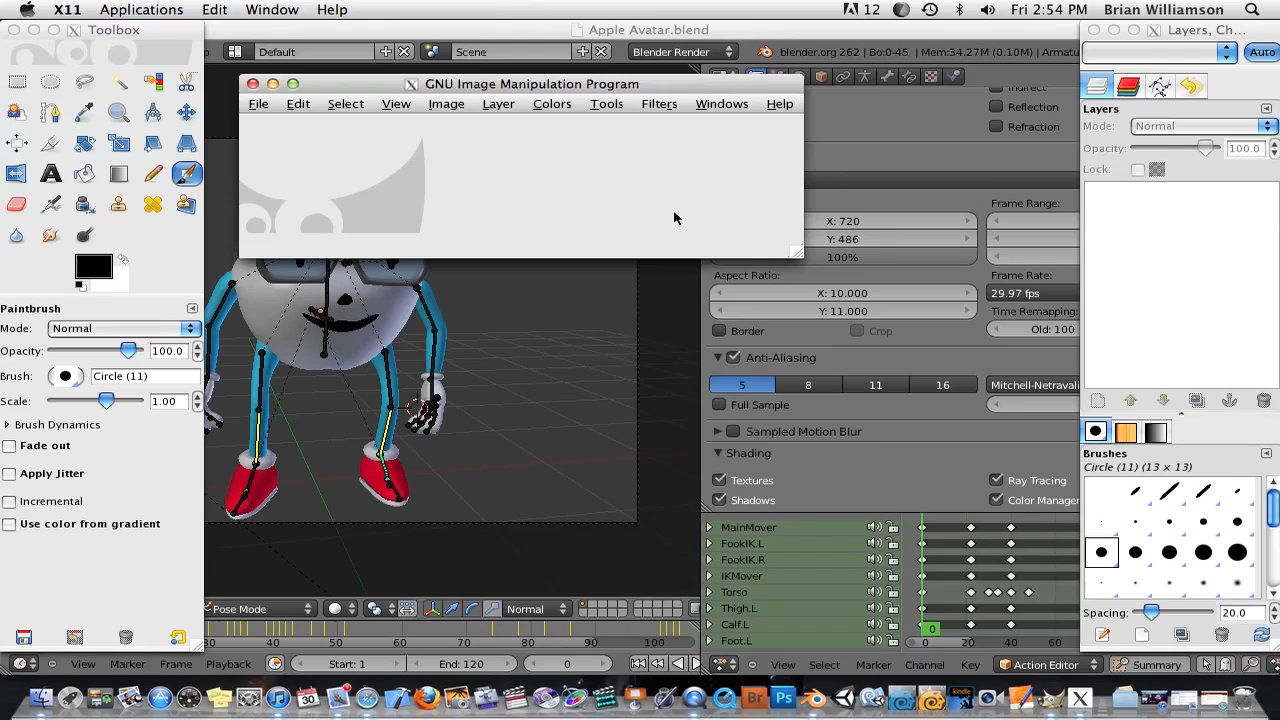 X11 Applications Edit Window Help 12 Fri 2:54 PM Brian Williamson
Toolbox
Apple Avatar.blend
Layers, Ch...
Default Scene Blender Render blender.org 262 | Bo:0-45 | Mem:34.27M (0.10M) | Armatu
Auto
GNU Image Manipulation Program
File Edit Select View Image Layer Colors Tools Filters Windows Help
Reflection
Refraction
Layers
Mode: Normal
Opacity: 100.0
Lock:
X: 720
Y: 486
100%
Frame Range:
Aspect Ratio:
X: 10.000
Y: 11.000
Frame Rate:
29.97 fps
Time Remapping:
Old: 100
Border Crop
Anti-Aliasing
5 8 11 16 Mitchell-Netravali
Full Sample
Sampled Motion Blur
Shading
Textures Ray Tracing
Shadows Color Manager
Paintbrush
Mode: Normal
Opacity: 100.0
Brush: Circle (11)
Scale: 1.00
Brush Dynamics
Fade out
Apply Jitter
Incremental
Use color from gradient
Brushes
Circle (11) (13 × 13)
Spacing: 20.0
MainMover
FookIK.L
FookIK.R
IKMover
Torso
Thigh.L
Calf.L
Foot.L
0 20 40 60
Pose Mode Normal
30 40 50 60 70 80 90 100
View Marker Frame Playback Start: 1 End: 120 0
View Select Marker Channel Key Action Editor Summary
30 Br Ps kindle X